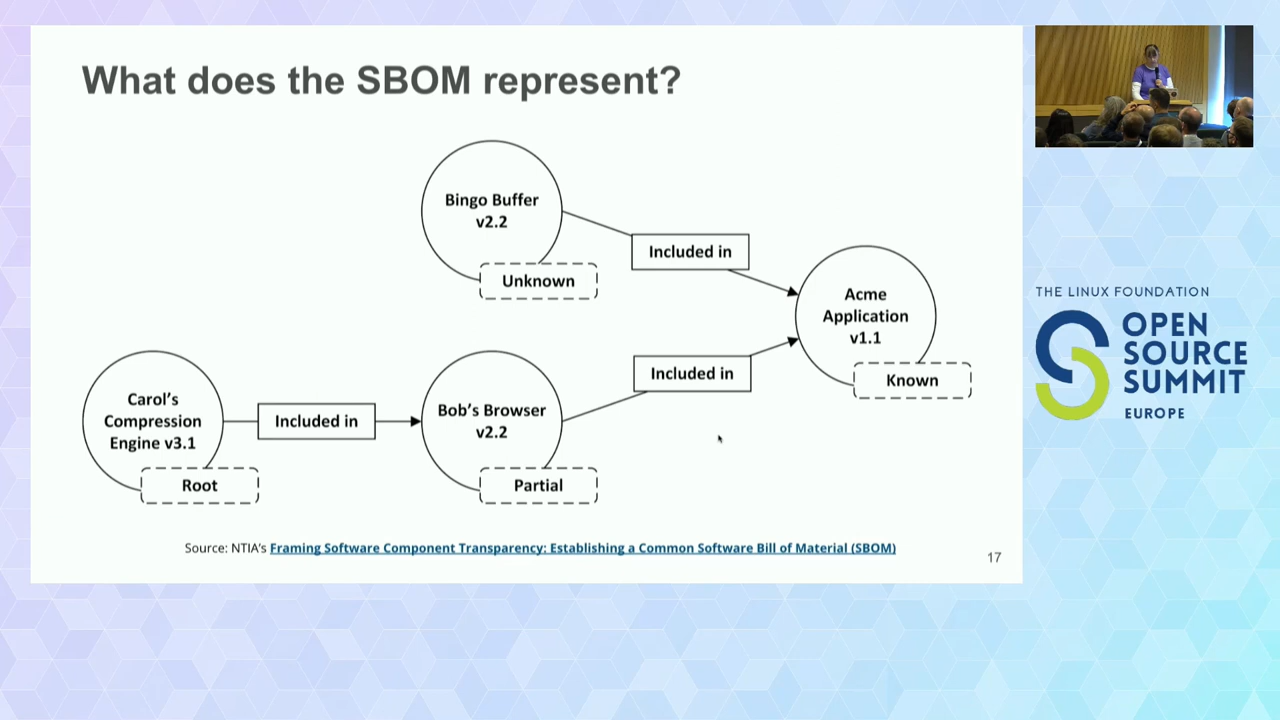 What does the SBOM represent?
Bingo Buffer
v2.2
Unknown
Included in
Acme
Application
v1.1
Known
Carol's
Compression
Engine v3.1
Root
Included in
Bob's Browser
v2.2
Partial
Included in
Source: NTIA's Framing Software Component Transparency: Establishing a Common Software Bill of Material (SBOM)
17
THE LINUX FOUNDATION
OPEN
SOURCE
SUMMIT
EUROPE